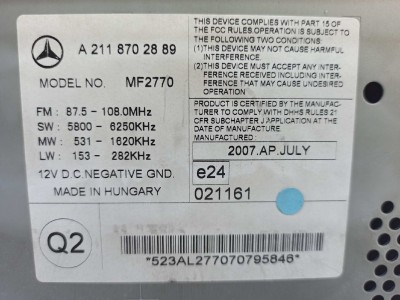 THIS DEVICE COMPLIES WITH PART 15 OF
THE FCC RULES OPERATION IS SUBJECT TO
THE FOLLOWING TWO CONDITIONS
(1)THIS DEVICE MAY NOT CAUSE HARMFUL
INTERFERENCE
(2)THIS DEVICE MUST ACCEPT ANY INTER-
FERENCE RECEIVED INCLUDING INTERFER-
ENCE THAT MAY CAUSE UNDESIRED
OPERATION
A 211 870 28 89
MODEL NO. MF2770
FM: 87.5 - 108.0MHz
SW: 5800 - 6250KHz
MW: 531 - 1620KHz
LW: 153 - 282KHz
12V D.C. NEGATIVE GND.
MADE IN HUNGARY
PRODUCT IS CERTIFIED BY THE MANUFAC-
TURER TO COMPLY WITH DHHS RULES 21
CFR SUBCHAPTER J APPLICATION AT THE
DATE OF MANUFACTURE
MANUFACTURED:
2007.AP.JULY
e24
021161
Q2
*523AL277070795846*